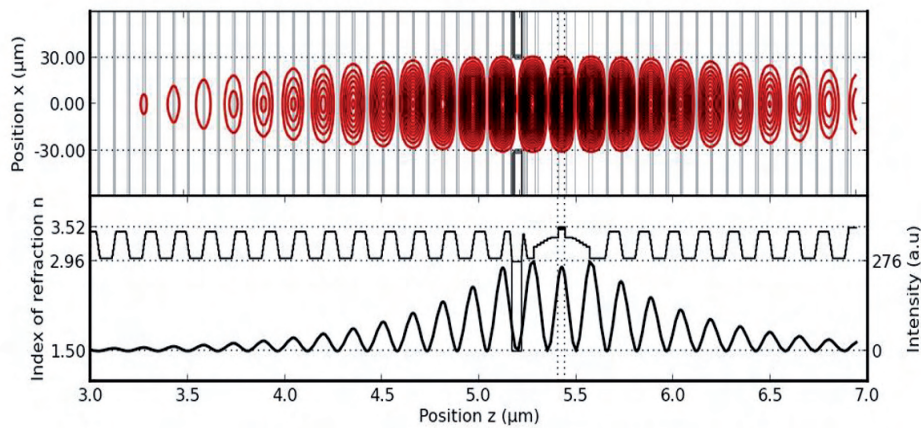 Position x (μm)
30.00
0.00
-30.00
Index of refraction n
3.52
2.96
1.50
276
0
Intensity (a.u)
3.0 3.5 4.0 4.5 5.0 5.5 6.0 6.5 7.0
Position z (μm)